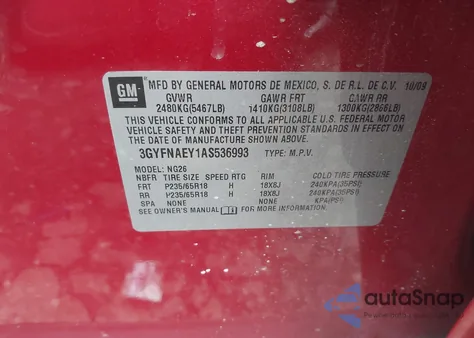 GM
MFD BY GENERAL MOTORS DE MEXICO, S. DE R.L. DE C.V. 10/09
GVWR GAWR FRT GAWR RR
2480KG(5467LB) 1410KG(3108LB) 1300KG(2866LB)
THIS VEHICLE CONFORMS TO ALL APPLICABLE U.S. FEDERAL
VEHICLE SAFETY AND THEFT PREVENTION STANDARDS IN EFFECT ON
THE DATE OF MANUFACTURE SHOWN ABOVE.
3GYFNAEY1AS536993 TYPE: M.P.V.
MODEL: NG26
NBFR TIRE SIZE SPEED RTG RIM COLD TIRE PRESSURE
FRT P235/65R18 H 18X8J 240KPA(35PSI)
RR P235/65R18 H 18X8J 240KPA(35PSI)
SPA NONE NONE KPA(PSI)
SEE OWNER'S MANUAL FOR MORE INFORMATION.
autoSnap